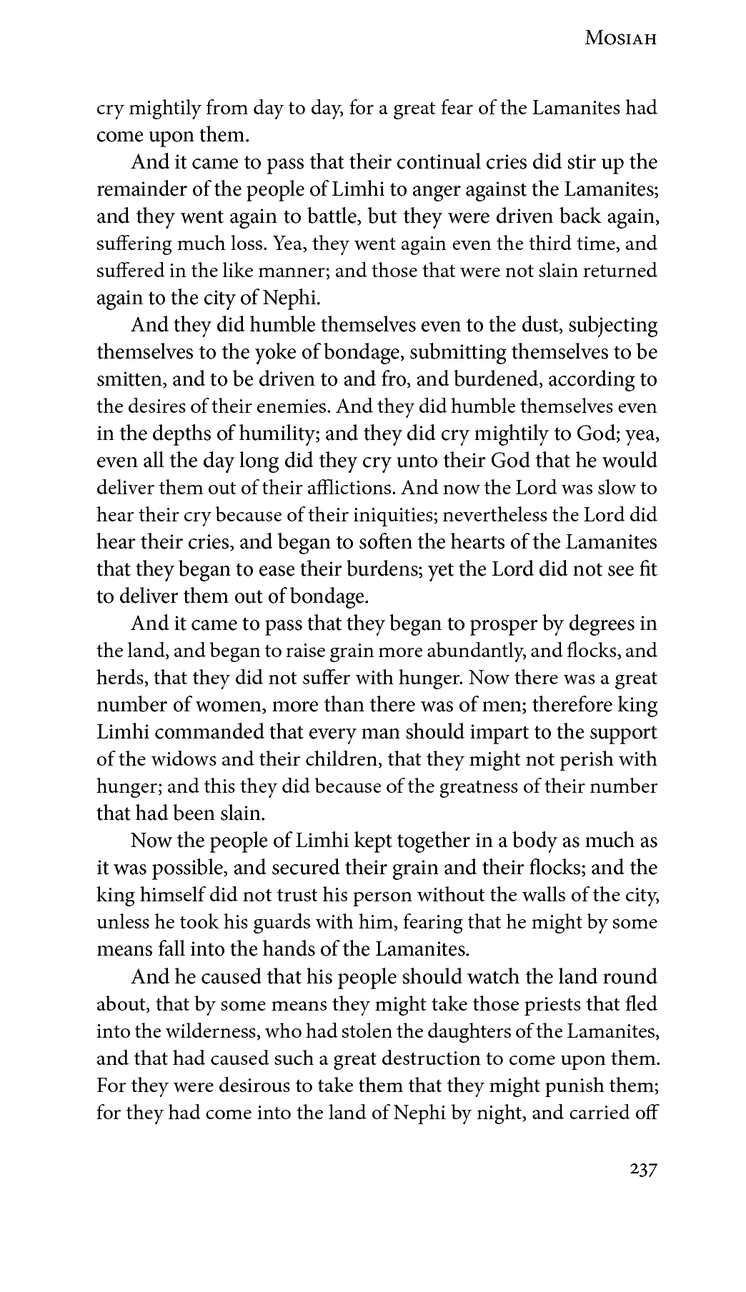 Mosiah
cry mightily from day to day, for a great fear of the Lamanites had
come upon them.
And it came to pass that their continual cries did stir up the
remainder of the people of Limhi to anger against the Lamanites;
and they went again to battle, but they were driven back again,
suffering much loss. Yea, they went again even the third time, and
suffered in the like manner; and those that were not slain returned
again to the city of Nephi.
And they did humble themselves even to the dust, subjecting
themselves to the yoke of bondage, submitting themselves to be
smitten, and to be driven to and fro, and burdened, according to
the desires of their enemies. And they did humble themselves even
in the depths of humility; and they did cry mightily to God; yea,
even all the day long did they cry unto their God that he would
deliver them out of their afflictions. And now the Lord was slow to
hear their cry because of their iniquities; nevertheless the Lord did
hear their cries, and began to soften the hearts of the Lamanites
that they began to ease their burdens; yet the Lord did not see fit
to deliver them out of bondage.
And it came to pass that they began to prosper by degrees in
the land, and began to raise grain more abundantly, and flocks, and
herds, that they did not suffer with hunger. Now there was a great
number of women, more than there was of men; therefore king
Limhi commanded that every man should impart to the support
of the widows and their children, that they might not perish with
hunger; and this they did because of the greatness of their number
that had been slain.
Now the people of Limhi kept together in a body as much as
it was possible, and secured their grain and their flocks; and the
king himself did not trust his person without the walls of the city,
unless he took his guards with him, fearing that he might by some
means fall into the hands of the Lamanites.
And he caused that his people should watch the land round
about, that by some means they might take those priests that fled
into the wilderness, who had stolen the daughters of the Lamanites,
and that had caused such a great destruction to come upon them.
For they were desirous to take them that they might punish them;
for they had come into the land of Nephi by night, and carried off
237